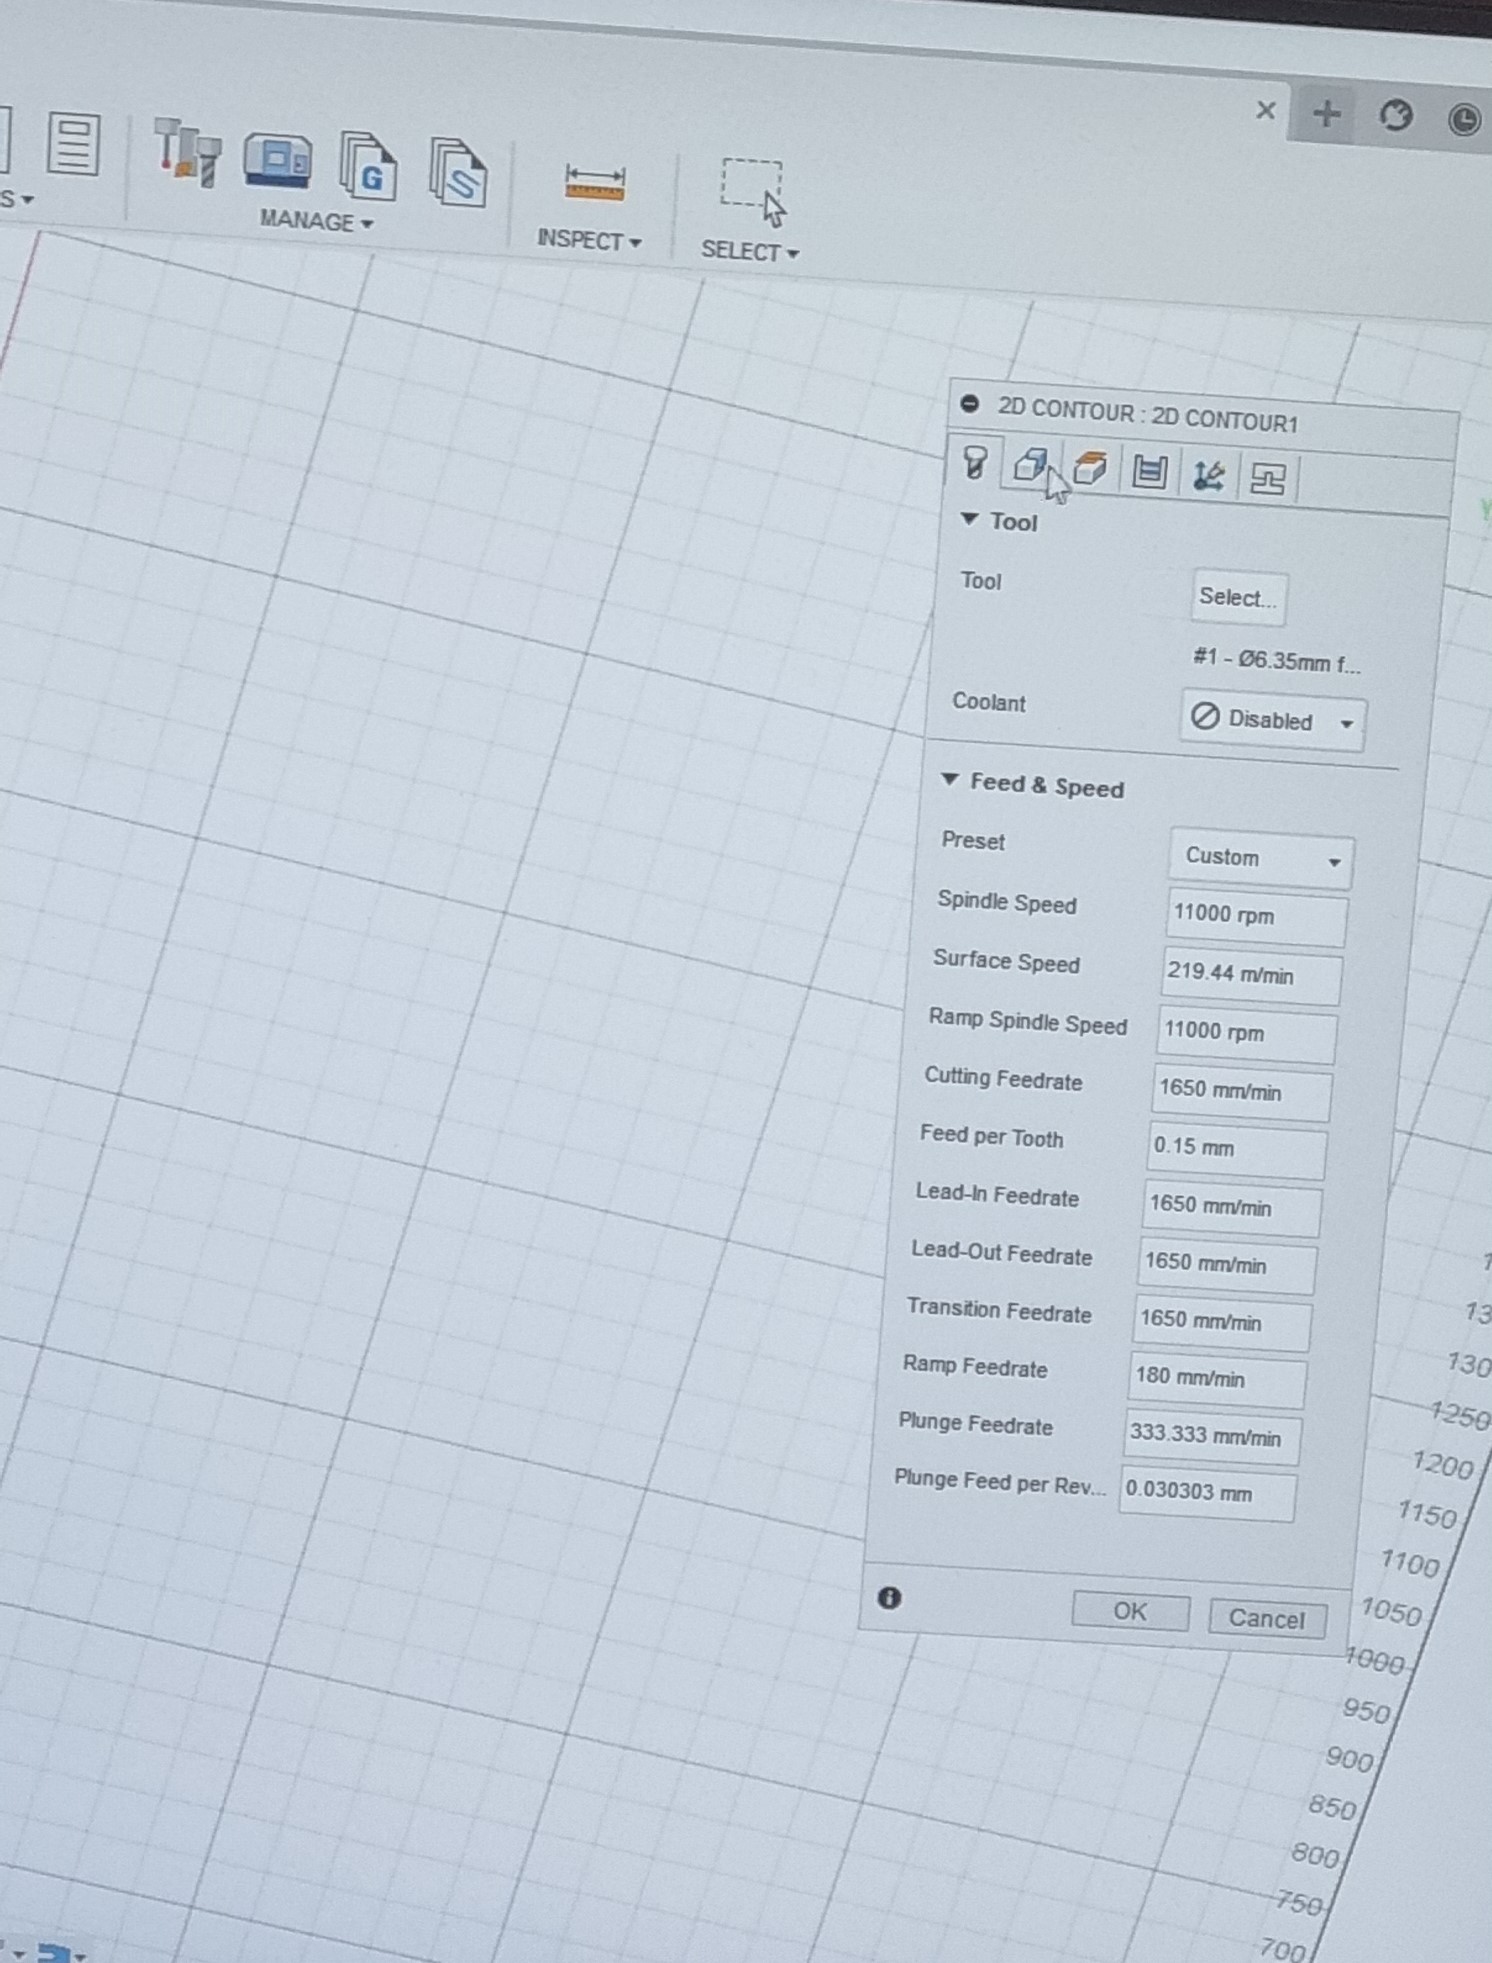 S
MANAGE
INSPECT
SELECT
G
2D CONTOUR : 2D CONTOUR1
Tool
Tool
Select...
#1 - Ø6.35mm f...
Coolant
Disabled
Feed & Speed
Preset
Custom
Spindle Speed
11000 rpm
Surface Speed
219.44 m/min
Ramp Spindle Speed
11000 rpm
Cutting Feedrate
1650 mm/min
Feed per Tooth
0.15 mm
Lead-In Feedrate
1650 mm/min
Lead-Out Feedrate
1650 mm/min
Transition Feedrate
1650 mm/min
Ramp Feedrate
180 mm/min
Plunge Feedrate
333.333 mm/min
Plunge Feed per Rev...
0.030303 mm
OK
Cancel
1250
1200
1150
1100
1050
1000
950
900
850
800
750
700